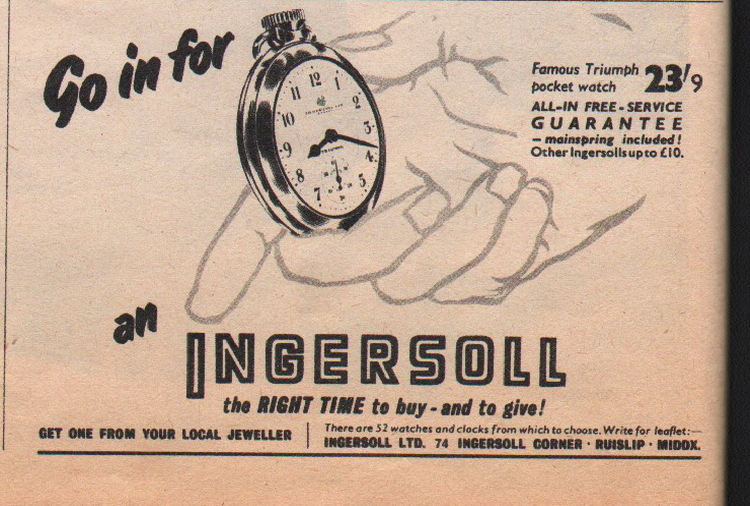 Go in for
Famous Triumph
pocket watch
23'/9
ALL-IN FREE-SERVICE
GUARANTEE
— mainspring included!
Other Ingersolls up to £10.
11 12 1
10 2
9 3
8 4
7 5
an
INGERSOLL
the RIGHT TIME to buy - and to give!
GET ONE FROM YOUR LOCAL JEWELLER
There are 52 watches and clocks from which to choose. Write for leaflet:—
INGERSOLL LTD. 74 INGERSOLL CORNER · RUISLIP · MIDDX.